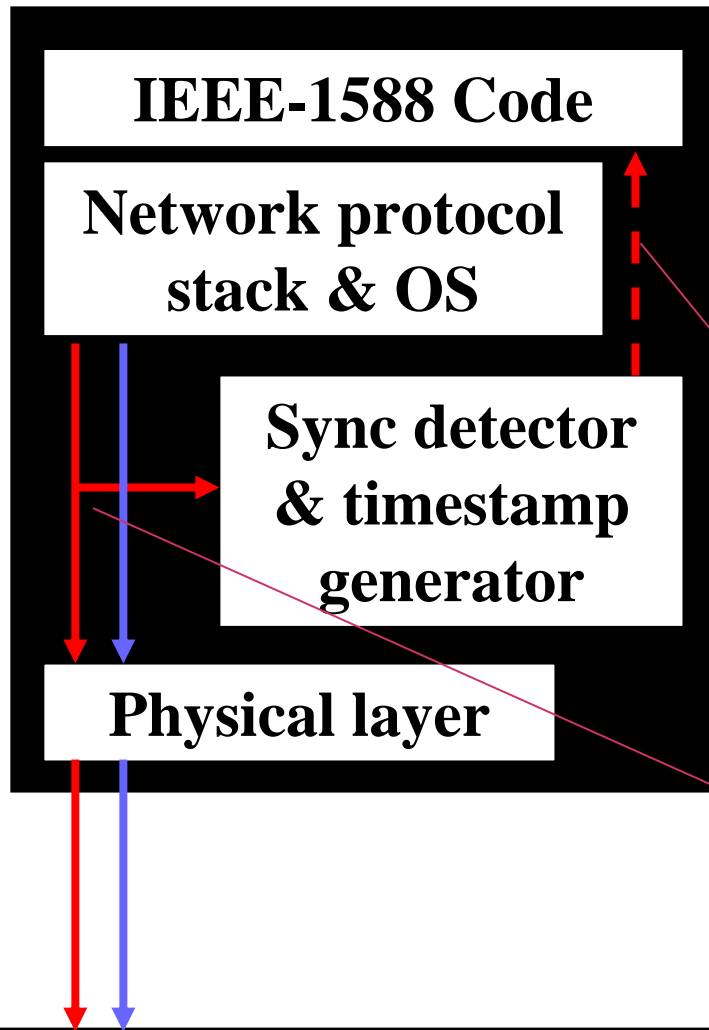 IEEE-1588 Code
Network protocol
stack & OS
Sync detector
& timestamp
generator
Physical layer